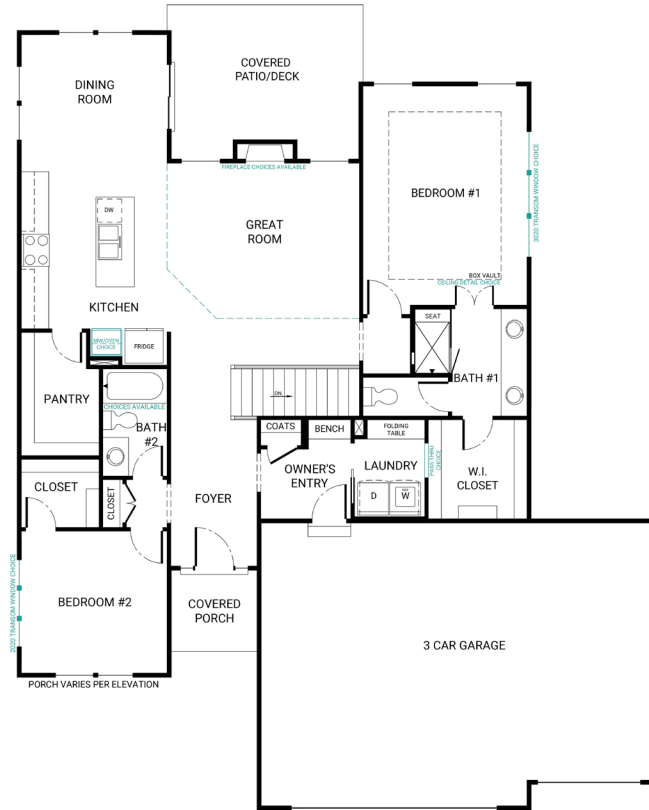 COVERED
PATIO/DECK
DINING
ROOM
FIREPLACE CHOICES AVAILABLE
BEDROOM #1
3020 TRANSOM WINDOW CHOICE
DW
GREAT
ROOM
BOX VAULT
CEILING DETAIL CHOICE
KITCHEN
SEAT
MW/OVEN
CHOICE
FRIDGE
BATH #1
PANTRY
CHOICES AVAILABLE
DN.
BATH
#2
COATS
BENCH
FOLDING
TABLE
OWNER'S
ENTRY
LAUNDRY
PASS THRU
CHOICE
W.I.
CLOSET
CLOSET
CLOSET
FOYER
D
W
BEDROOM #2
2020 TRANSOM WINDOW CHOICE
COVERED
PORCH
3 CAR GARAGE
PORCH VARIES PER ELEVATION